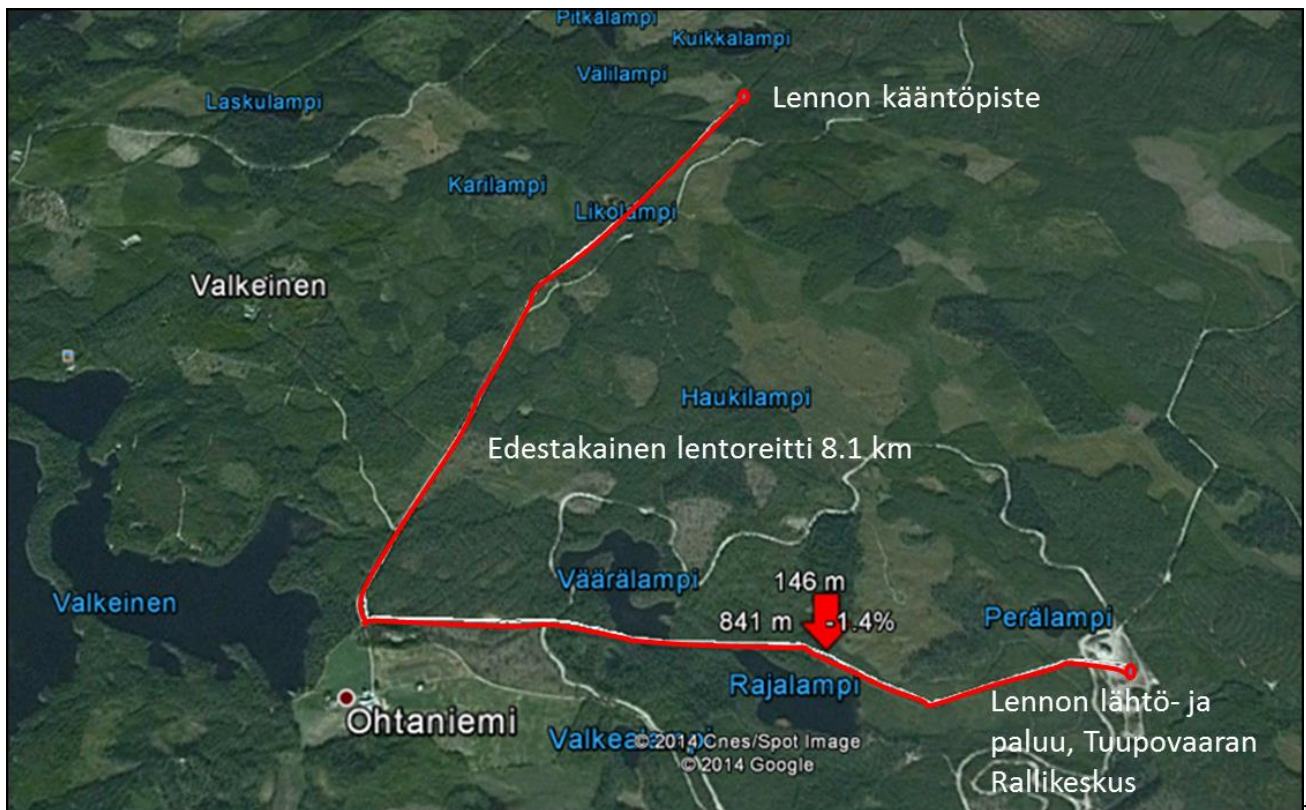 Pitkälampi
Kuikkalampi
Välilampi
Laskulampi
Lennon kääntöpiste
Karilampi
Likolampi
Valkeinen
Haukilampi
Edestakainen lentoreitti 8.1 km
Väärälampi
146 m
Valkeinen
841 m -1.4%
Perälampi
Rajalampi
Ohtaniemi
Lennon lähtö- ja
paluu, Tuupovaaran
Rallikeskus
Valkealampi
© 2014 Cnes/Spot Image
© 2014 Google